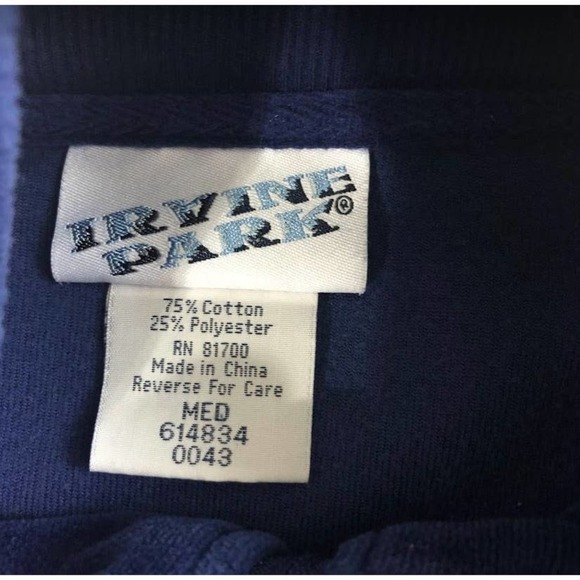 IRVINE
PARK®
75% Cotton
25% Polyester
RN 81700
Made in China
Reverse For Care
MED
614834
0043